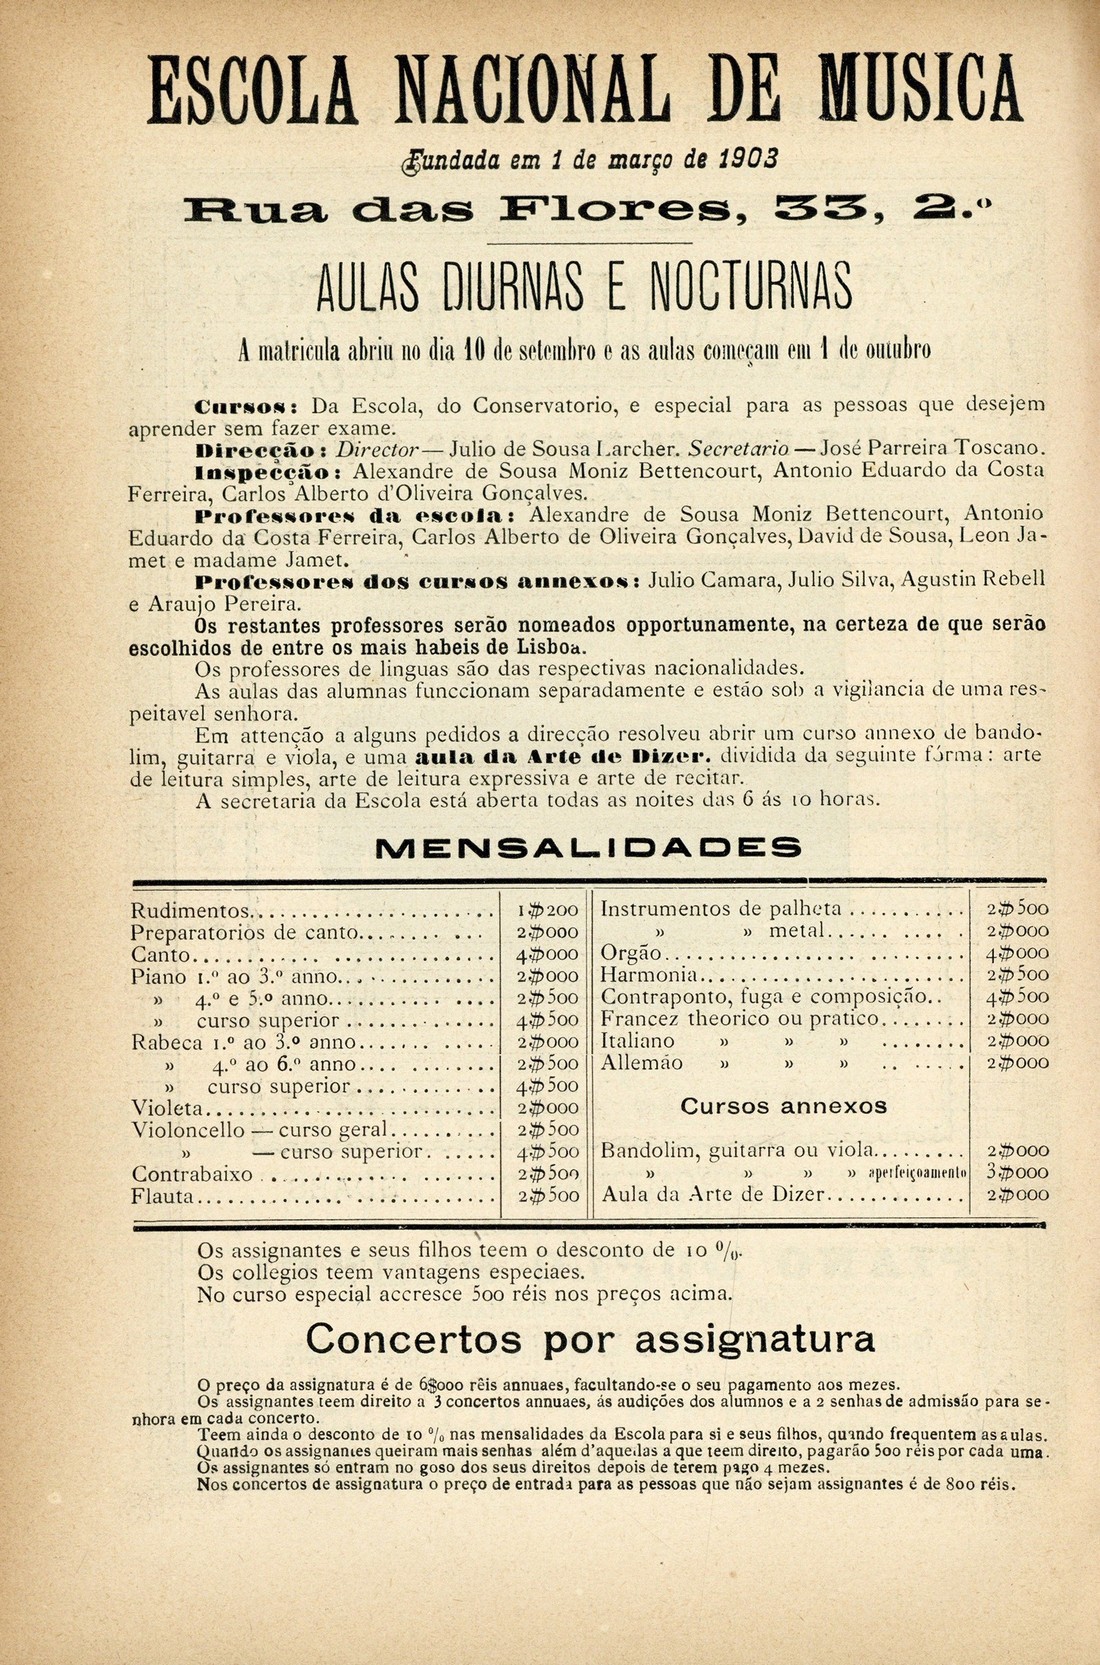 ESCOLA NACIONAL DE MUSICA
Fundada em 1 de março de 1903
Rua das Flores, 33, 2.º
AULAS DIURNAS E NOCTURNAS
A matricula abriu no dia 10 de setembro e as aulas começam em 1 de outubro
Cursos: Da Escola, do Conservatorio, e especial para as pessoas que desejem
aprender sem fazer exame.
Direcção: Director — Julio de Sousa Larcher. Secretario — José Parreira Toscano.
Inspecção: Alexandre de Sousa Moniz Bettencourt, Antonio Eduardo da Costa
Ferreira, Carlos Alberto d'Oliveira Gonçalves.
Professores da escola: Alexandre de Sousa Moniz Bettencourt, Antonio
Eduardo da Costa Ferreira, Carlos Alberto de Oliveira Gonçalves, David de Sousa, Leon Ja-
met e madame Jamet.
Professores dos cursos annexos: Julio Camara, Julio Silva, Agustin Rebell
e Araujo Pereira.
Os restantes professores serão nomeados opportunamente, na certeza de que serão
escolhidos de entre os mais habeis de Lisboa.
Os professores de linguas são das respectivas nacionalidades.
As aulas das alumnas funccionam separadamente e estão sob a vigilancia de uma res-
peitavel senhora.
Em attenção a alguns pedidos a direcção resolveu abrir um curso annexo de bando-
lim, guitarra e viola, e uma aula da Arte de Dizer. dividida da seguinte fórma: arte
de leitura simples, arte de leitura expressiva e arte de recitar.
A secretaria da Escola está aberta todas as noites das 6 ás 10 horas.
MENSALIDADES
Rudimentos........................ 1$200
Preparatorios de canto....... ... 2$000
Canto............................. 4$000
Piano 1.º ao 3.º anno............. 2$000
» 4.º e 5.º anno.............. 2$500
» curso superior .............. 4$500
Rabeca 1.º ao 3.º anno............ 2$000
» 4.º ao 6.º anno............ 2$500
» curso superior ............ 4$500
Violeta........................... 2$000
Violoncello — curso geral.......... 2$500
» — curso superior. ..... 4$500
Contrabaixo ...................... 2$500
Flauta............................ 2$500
Instrumentos de palheta ........... 2$500
» » metal...... .... . 2$000
Orgão............................. 4$000
Harmonia.......................... 2$500
Contraponto, fuga e composição.. 4$500
Francez theorico ou pratico........ 2$000
Italiano » » » ........ 2$000
Allemão » » » .. ..... 2$000
Cursos annexos
Bandolim, guitarra ou viola......... 2$000
» » » » aperfeiçoamento 3$000
Aula da Arte de Dizer............. 2$000
Os assignantes e seus filhos teem o desconto de 10 %.
Os collegios teem vantagens especiaes.
No curso especial accresce 500 réis nos preços acima.
Concertos por assignatura
O preço da assignatura é de 6$000 rêis annuaes, facultando-se o seu pagamento aos mezes.
Os assignantes teem direito a 3 concertos annuaes, ás audições dos alumnos e a 2 senhas de admissão para se-
nhora em cada concerto.
Teem ainda o desconto de 10 % nas mensalidades da Escola para si e seus filhos, quando frequentem as aulas.
Quando os assignantes queiram mais senhas além d'aquellas a que teem direito, pagarão 500 réis por cada uma.
Os assignantes só entram no goso dos seus direitos depois de terem pago 4 mezes.
Nos concertos de assignatura o preço de entrada para as pessoas que não sejam assignantes é de 800 réis.